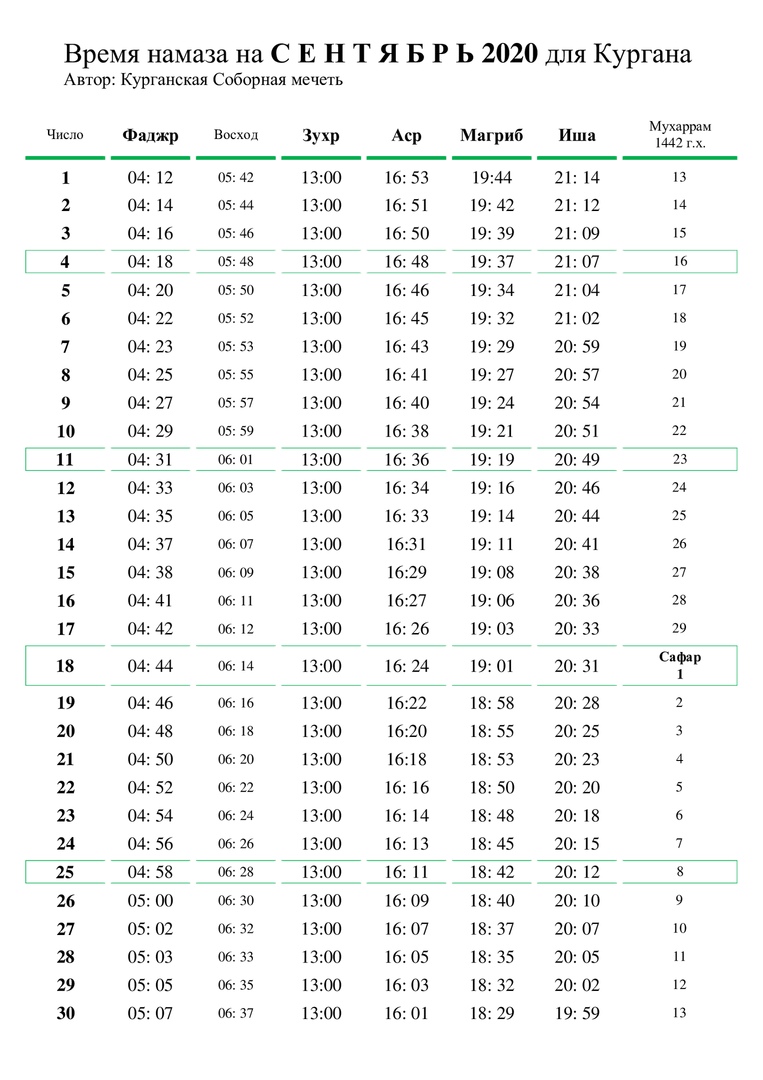 Время намаза на С Е Н Т Я Б Р Ь 2020 для Кургана
Автор: Курганская Соборная мечеть
Число Фаджр Восход Зухр Аср Магриб Иша Мухаррам
1442 г.х.
1 04: 12 05: 42 13:00 16: 53 19:44 21: 14 13
2 04: 14 05: 44 13:00 16: 51 19: 42 21: 12 14
3 04: 16 05: 46 13:00 16: 50 19: 39 21: 09 15
4 04: 18 05: 48 13:00 16: 48 19: 37 21: 07 16
5 04: 20 05: 50 13:00 16: 46 19: 34 21: 04 17
6 04: 22 05: 52 13:00 16: 45 19: 32 21: 02 18
7 04: 23 05: 53 13:00 16: 43 19: 29 20: 59 19
8 04: 25 05: 55 13:00 16: 41 19: 27 20: 57 20
9 04: 27 05: 57 13:00 16: 40 19: 24 20: 54 21
10 04: 29 05: 59 13:00 16: 38 19: 21 20: 51 22
11 04: 31 06: 01 13:00 16: 36 19: 19 20: 49 23
12 04: 33 06: 03 13:00 16: 34 19: 16 20: 46 24
13 04: 35 06: 05 13:00 16: 33 19: 14 20: 44 25
14 04: 37 06: 07 13:00 16:31 19: 11 20: 41 26
15 04: 38 06: 09 13:00 16:29 19: 08 20: 38 27
16 04: 41 06: 11 13:00 16:27 19: 06 20: 36 28
17 04: 42 06: 12 13:00 16: 26 19: 03 20: 33 29
18 04: 44 06: 14 13:00 16: 24 19: 01 20: 31 Сафар
1
19 04: 46 06: 16 13:00 16:22 18: 58 20: 28 2
20 04: 48 06: 18 13:00 16:20 18: 55 20: 25 3
21 04: 50 06: 20 13:00 16:18 18: 53 20: 23 4
22 04: 52 06: 22 13:00 16: 16 18: 50 20: 20 5
23 04: 54 06: 24 13:00 16: 14 18: 48 20: 18 6
24 04: 56 06: 26 13:00 16: 13 18: 45 20: 15 7
25 04: 58 06: 28 13:00 16: 11 18: 42 20: 12 8
26 05: 00 06: 30 13:00 16: 09 18: 40 20: 10 9
27 05: 02 06: 32 13:00 16: 07 18: 37 20: 07 10
28 05: 03 06: 33 13:00 16: 05 18: 35 20: 05 11
29 05: 05 06: 35 13:00 16: 03 18: 32 20: 02 12
30 05: 07 06: 37 13:00 16: 01 18: 29 19: 59 13